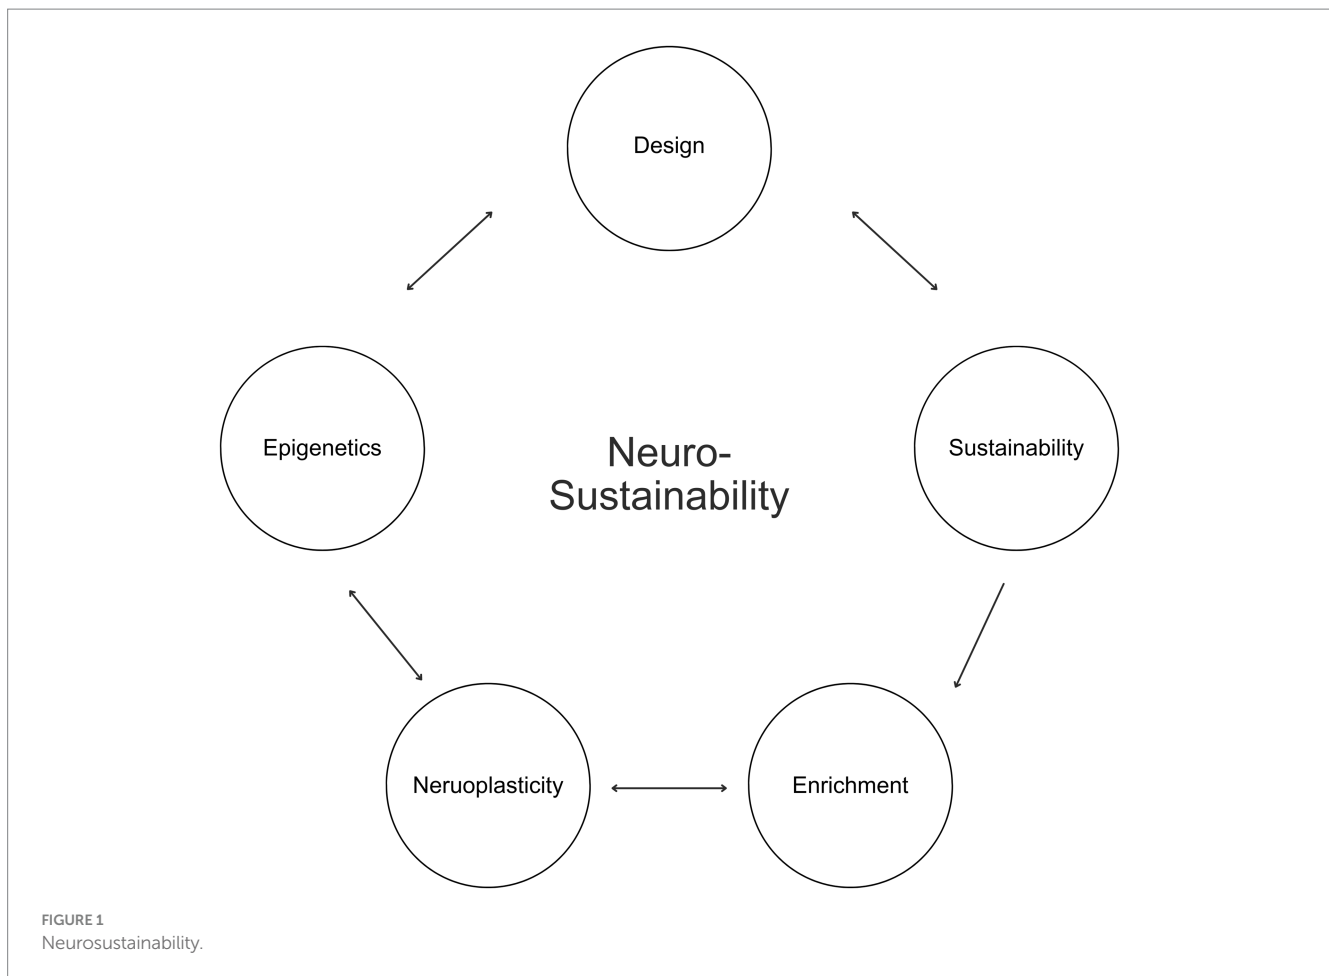 Design
Epigenetics
Neuro-
Sustainability
Sustainability
Neruoplasticity
Enrichment
FIGURE 1
Neurosustainability.